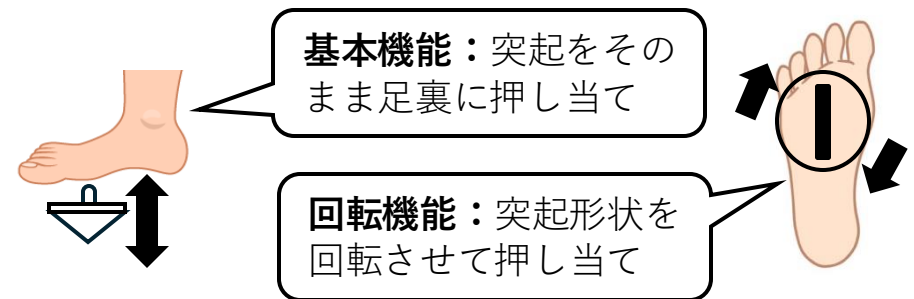 基本機能：突起をその
まま足裏に押し当て
回転機能：突起形状を
回転させて押し当て